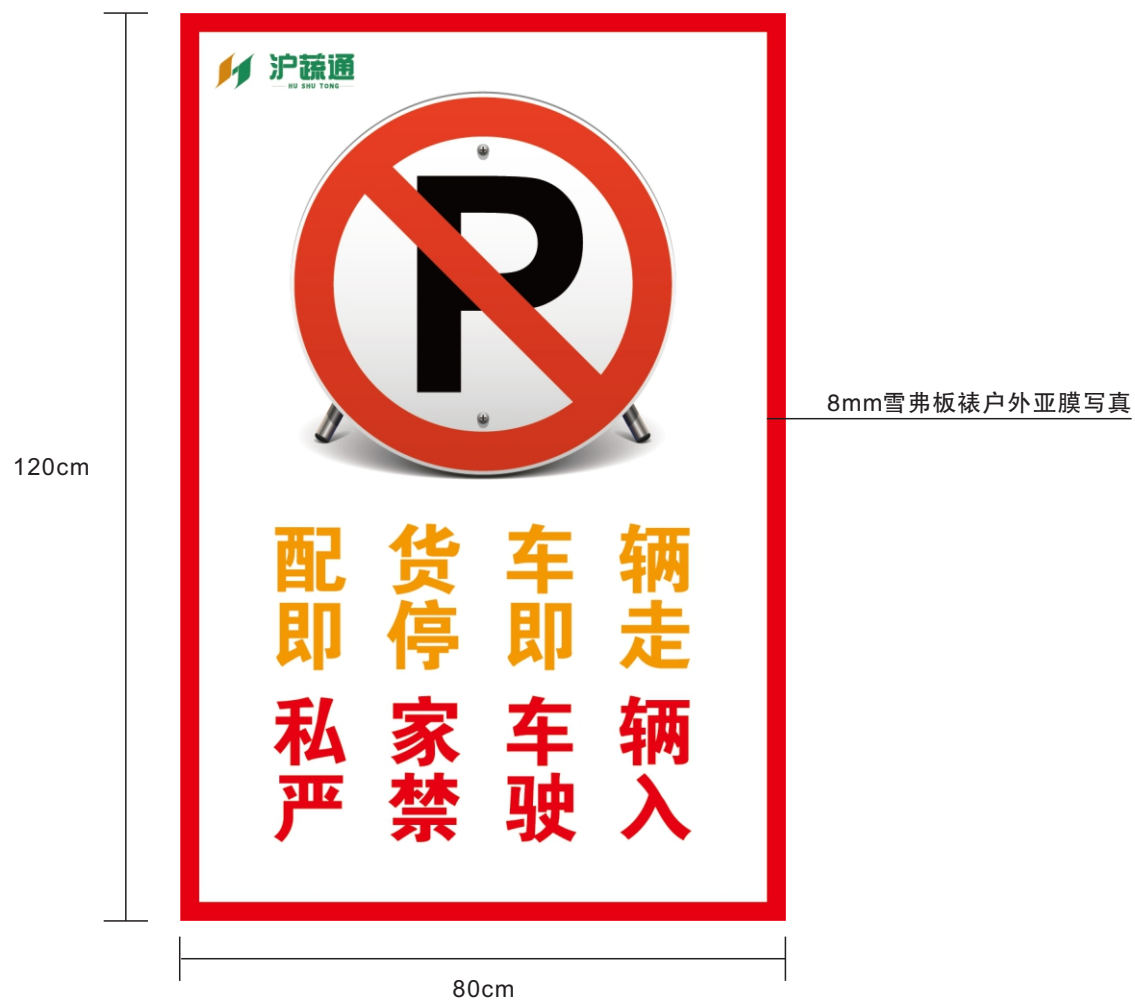 沪蔬通
HU SHU TONG
P
8mm雪弗板裱户外亚膜写真
120cm
配货车辆
即停即走
私家车辆
严禁驶入
80cm